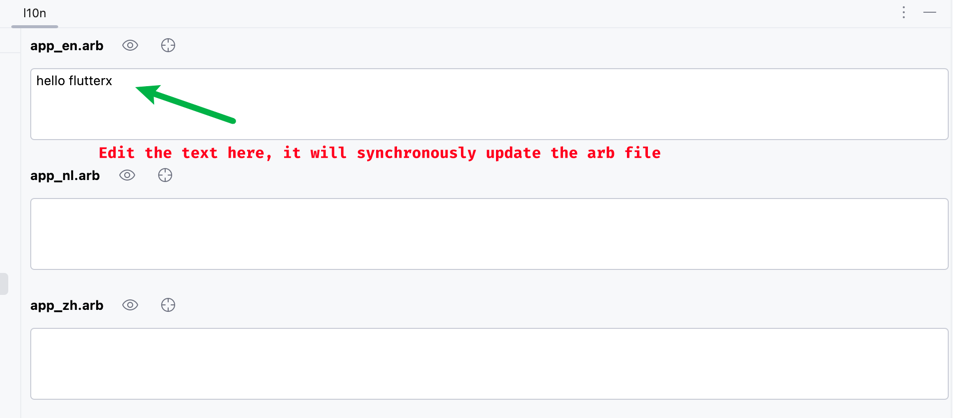 l10n
app_en.arb
hello flutterx
Edit the text here, it will synchronously update the arb file
app_nl.arb
app_zh.arb